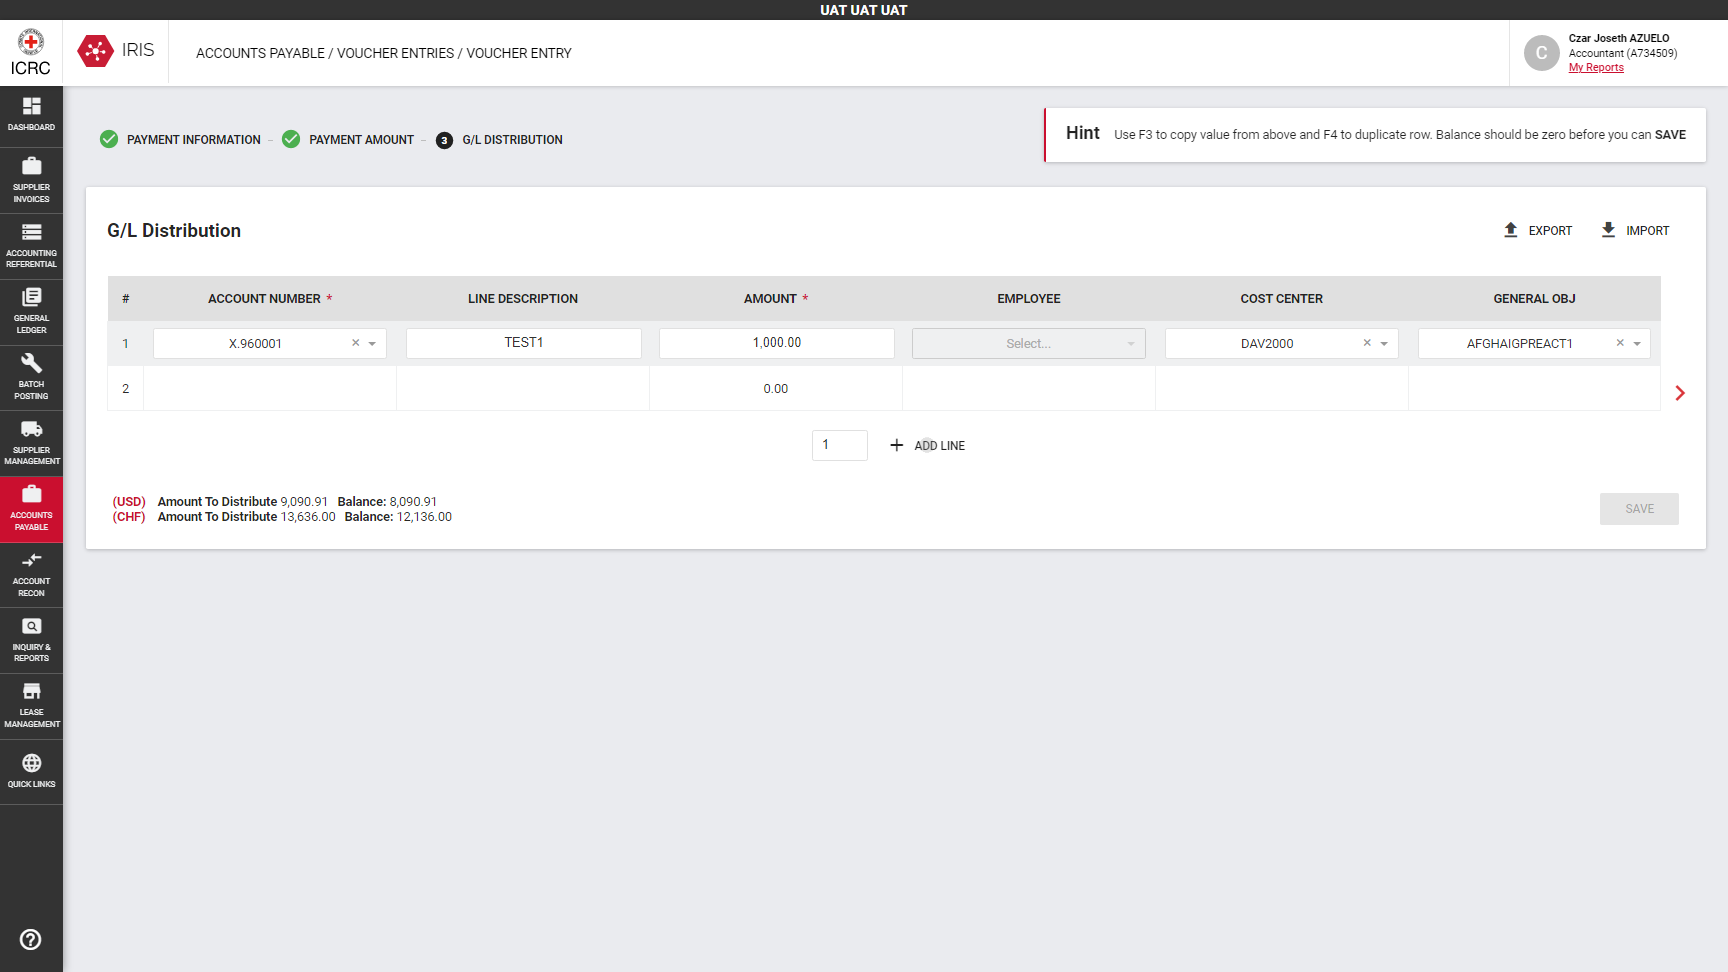 UAT UAT UAT
ICRC
IRIS
ACCOUNTS PAYABLE / VOUCHER ENTRIES / VOUCHER ENTRY
C
Czar Joseth AZUELO
Accountant (A734509)
My Reports
DASHBOARD
SUPPLIER
INVOICES
ACCOUNTING
REFERENTIAL
GENERAL
LEDGER
BATCH
POSTING
SUPPLIER
MANAGEMENT
ACCOUNTS
PAYABLE
ACCOUNT
RECON
INQUIRY &
REPORTS
LEASE
MANAGEMENT
QUICK LINKS
PAYMENT INFORMATION – PAYMENT AMOUNT – 3 G/L DISTRIBUTION
Hint Use F3 to copy value from above and F4 to duplicate row. Balance should be zero before you can SAVE
G/L Distribution
EXPORT IMPORT
# ACCOUNT NUMBER * LINE DESCRIPTION AMOUNT * EMPLOYEE COST CENTER GENERAL OBJ
1 X.960001 × TEST1 1,000.00 Select... DAV2000 × AFGHAIGPREACT1 ×
2 0.00
1 + ADD LINE
(USD) Amount To Distribute 9,090.91 Balance: 8,090.91
(CHF) Amount To Distribute 13,636.00 Balance: 12,136.00
SAVE